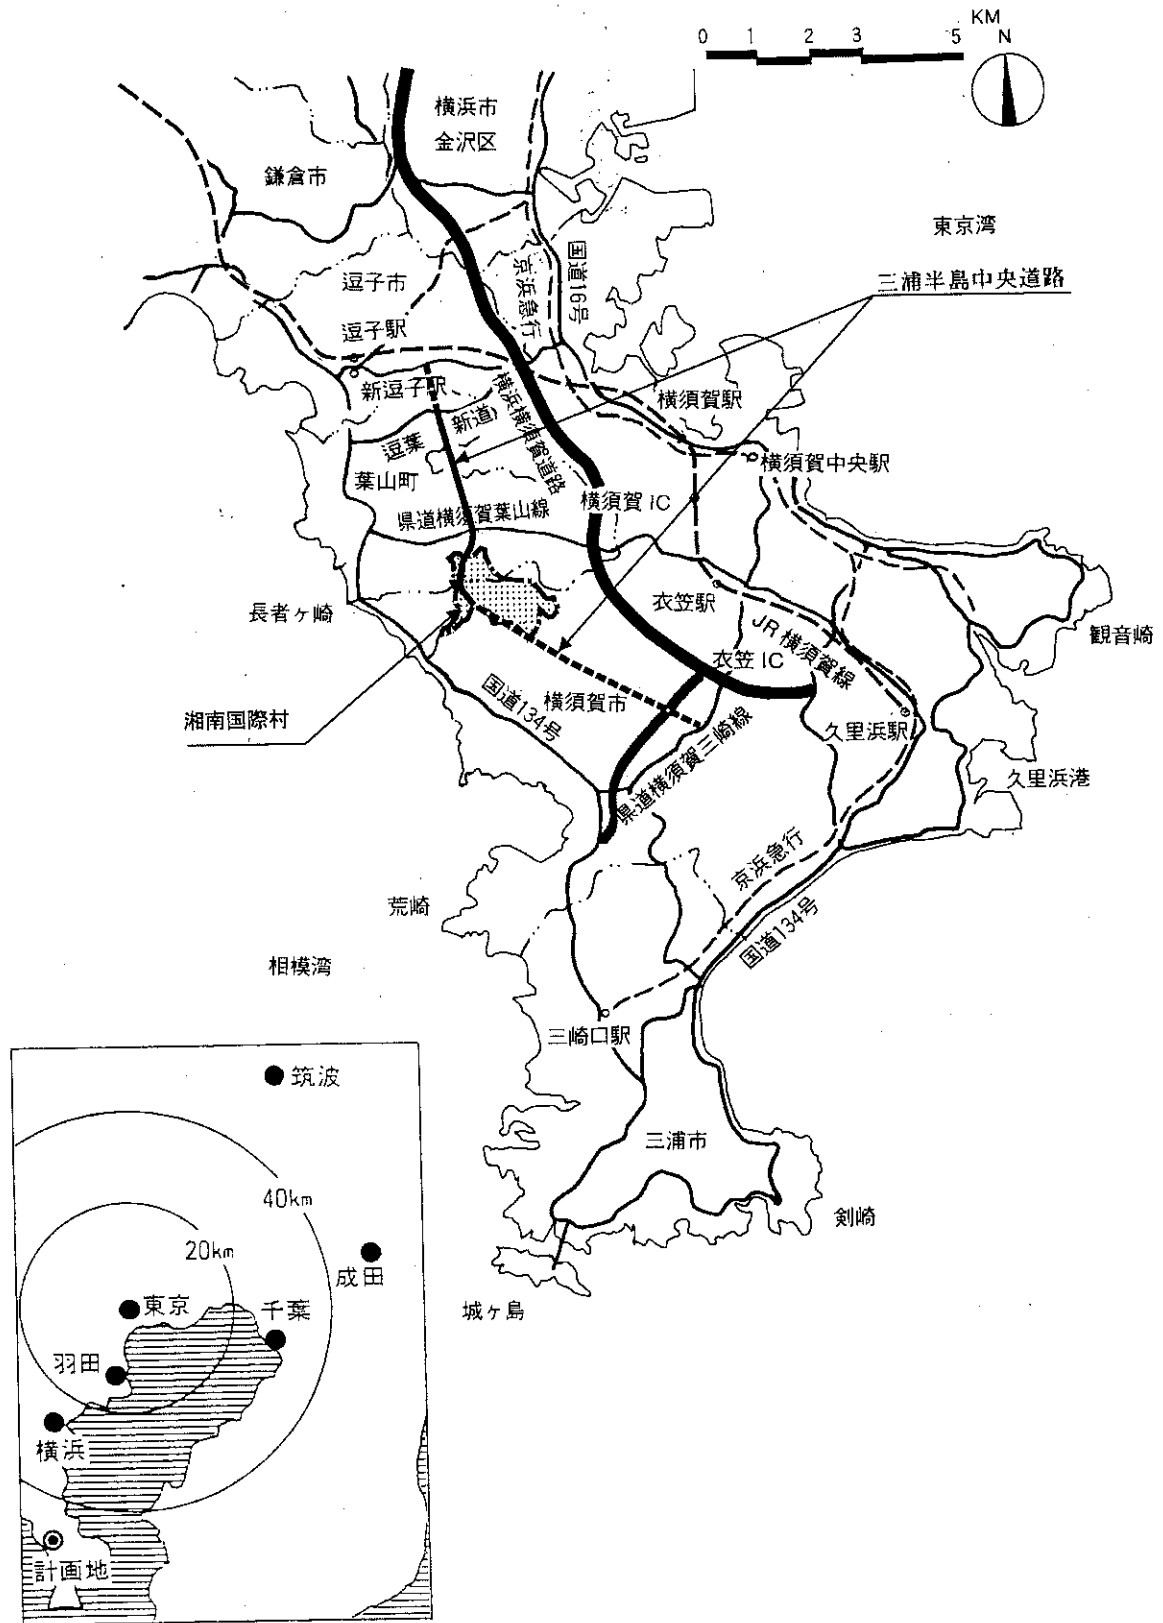 KM
0 1 2 3 5 N
横浜市
金沢区
鎌倉市
東京湾
国道16号
京浜急行
逗子市
三浦半島中央道路
逗子駅
新逗子駅
横浜横須賀道路
横須賀駅
逗葉新道)
横須賀中央駅
葉山町
横須賀IC
県道横須賀葉山線
長者ヶ崎
衣笠駅
JR横須賀線
観音崎
衣笠IC
国道134号
横須賀市
湘南国際村
県道横須賀三崎線
久里浜駅
久里浜港
京浜急行
荒崎
国道134号
相模湾
三崎口駅
三浦市
剣崎
城ヶ島
筑波
40km
20km
成田
東京
千葉
羽田
横浜
計画地